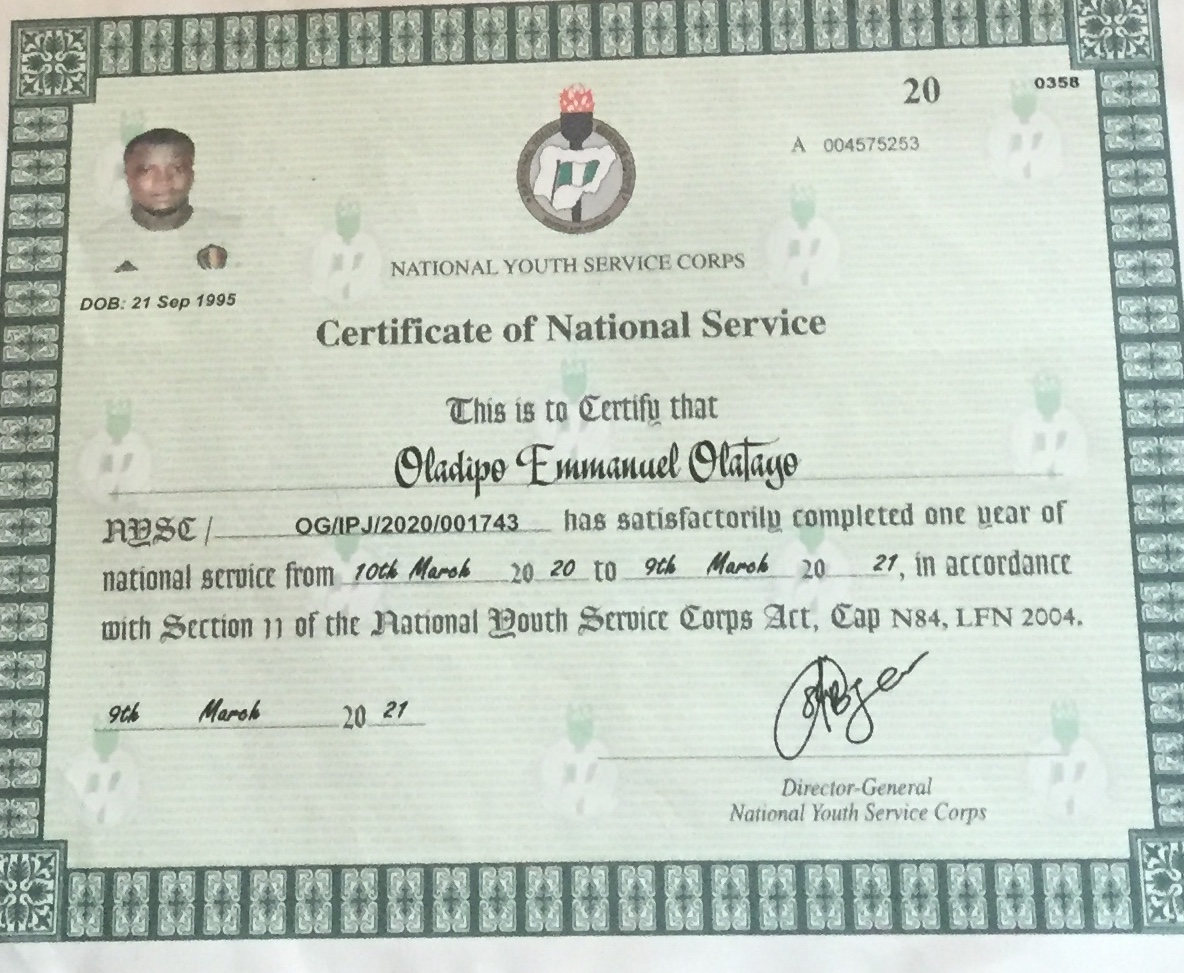 20
0358
A 004575253
NATIONAL YOUTH SERVICE CORPS
DOB: 21 Sep 1995
Certificate of National Service
This is to Certify that
Oladipo Emmanuel Olatayo
NYSC / OG/IPJ/2020/001743 has satisfactorily completed one year of
national service from 10th March 20 20 to 9th March 20 21, in accordance
with Section 11 of the National Youth Service Corps Act, Cap N84, LFN 2004.
9th March 20 21
Director-General
National Youth Service Corps